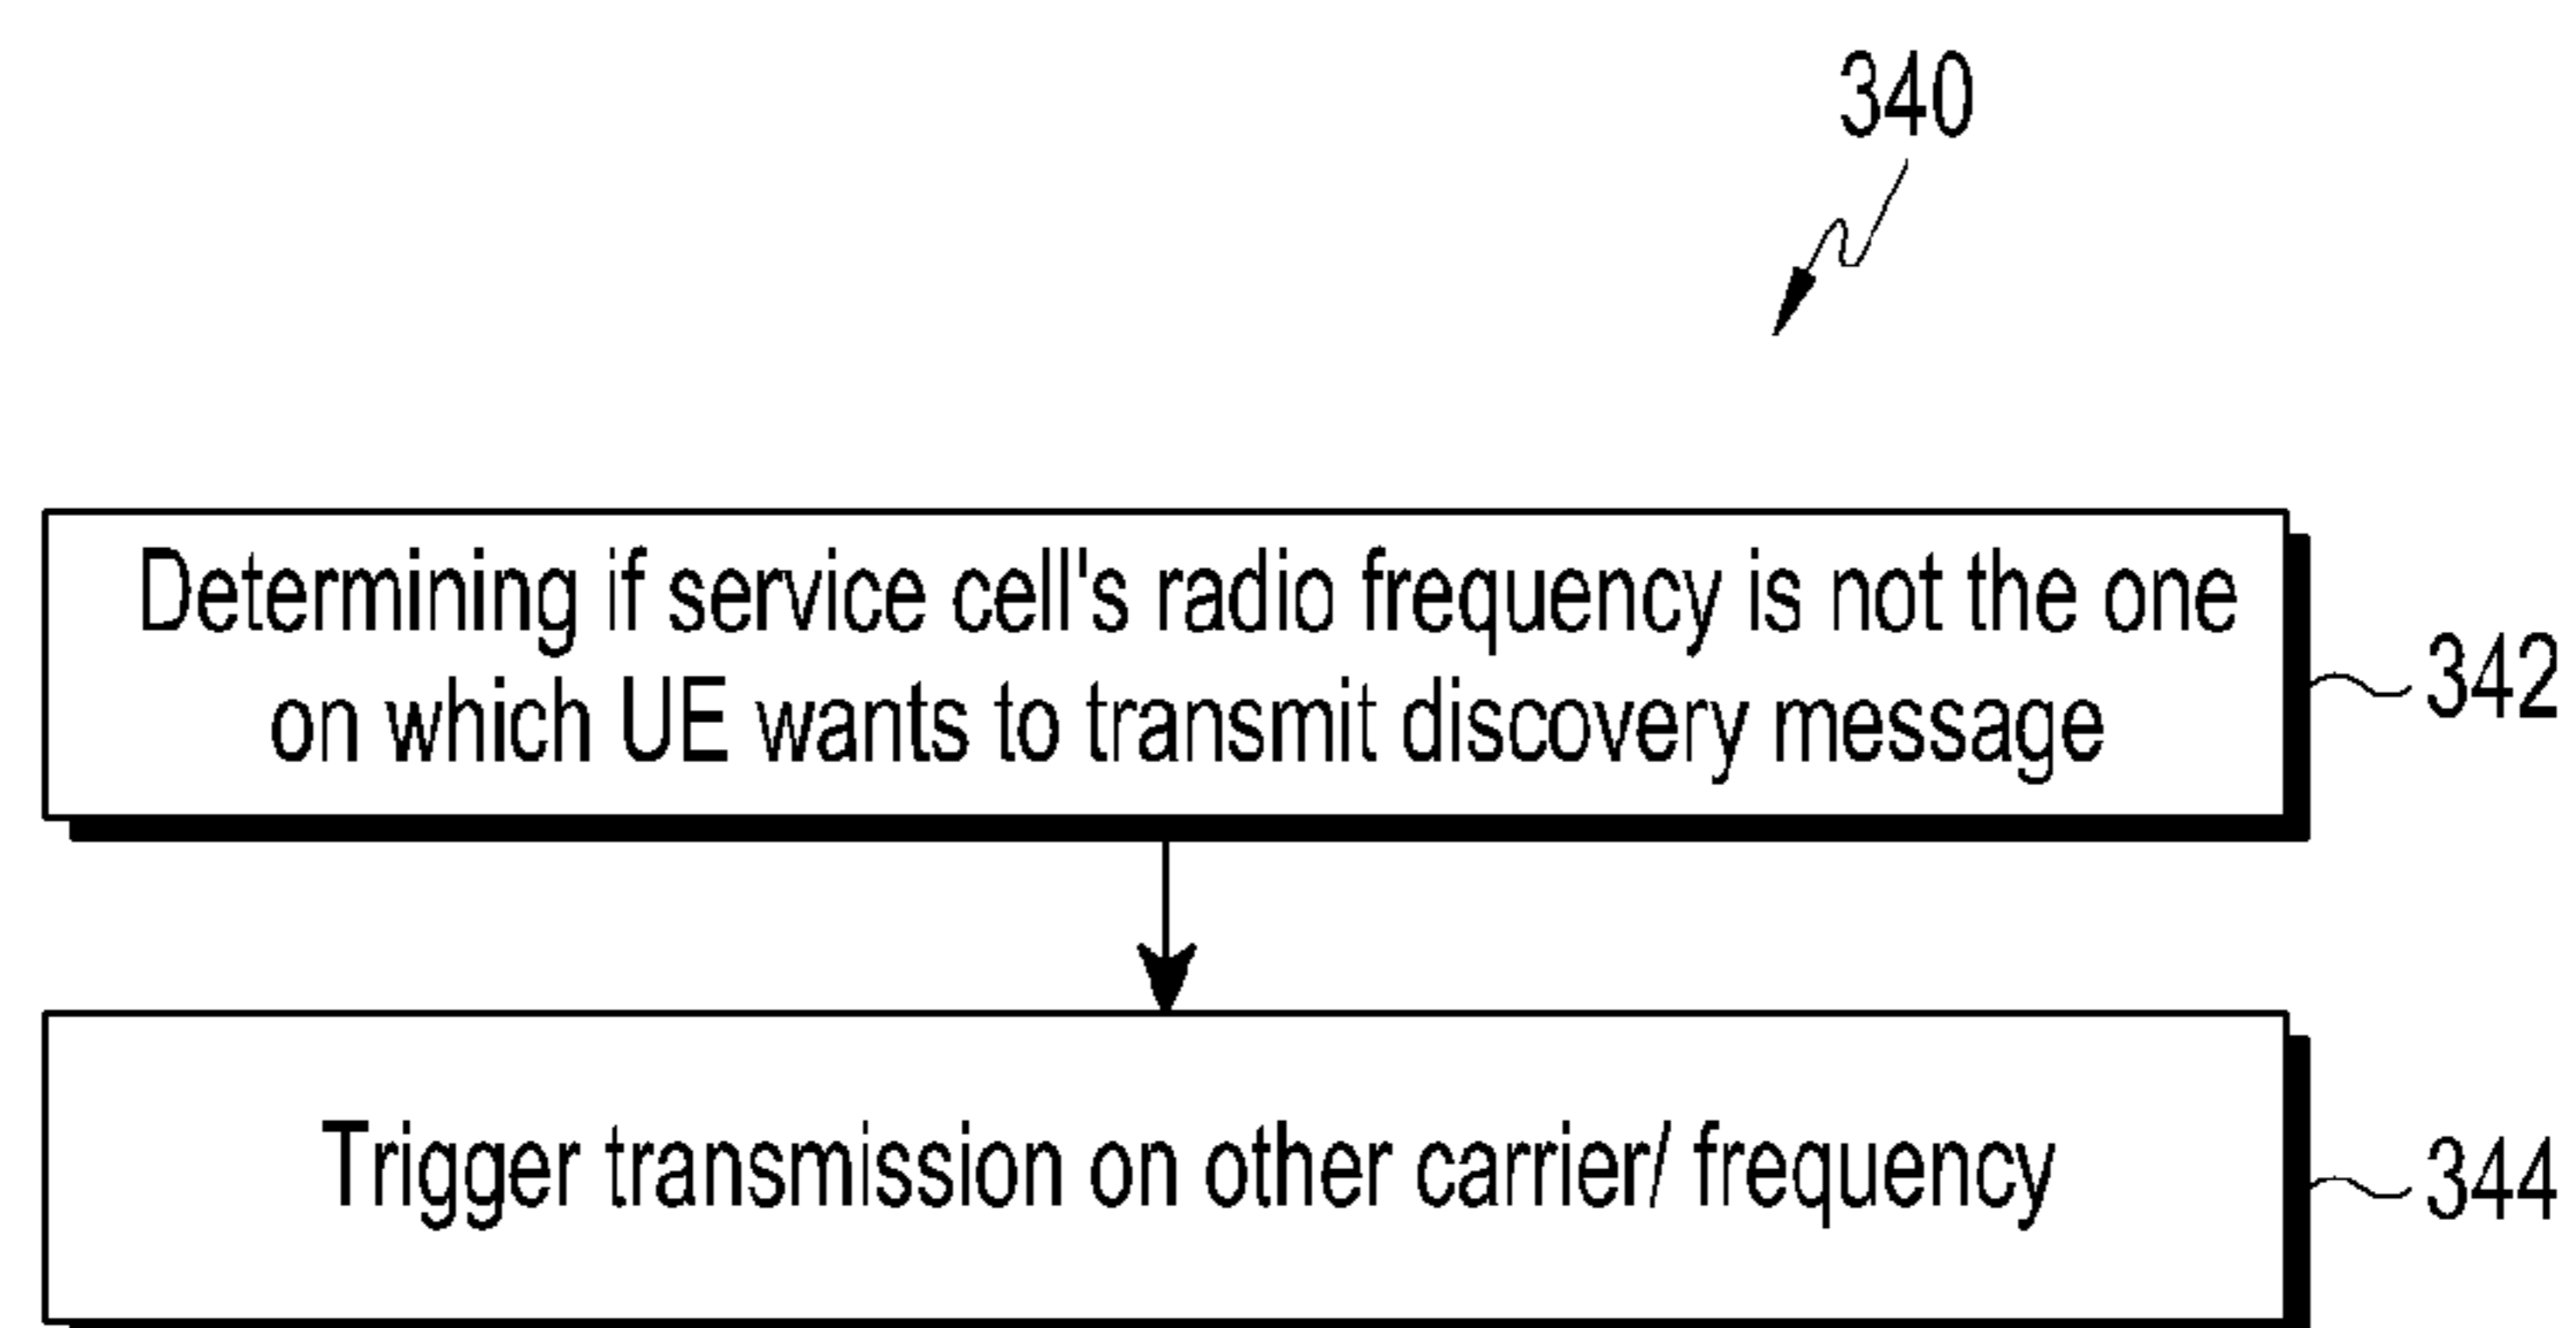 340
Determining if service cell's radio frequency is not the one
on which UE wants to transmit discovery message
342
Trigger transmission on other carrier/ frequency
344